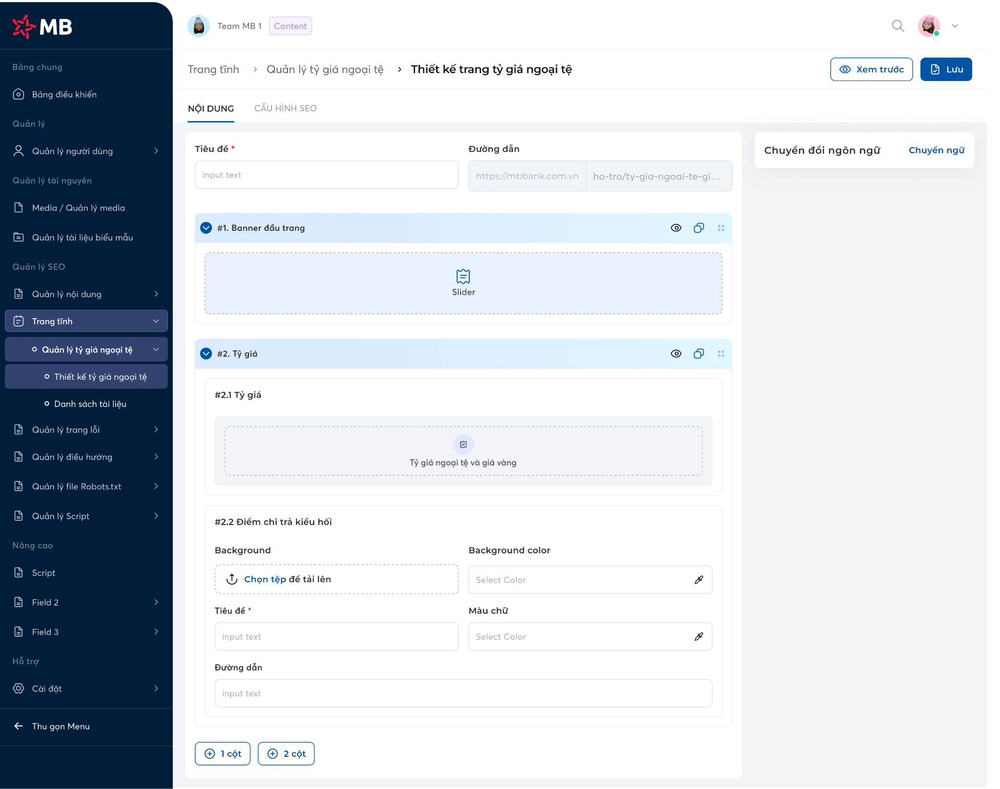 MB
Bảng chung
Bảng điều khiển
Quản lý
Quản lý người dùng
Quản lý tài nguyên
Media / Quản lý media
Quản lý tài liệu biểu mẫu
Quản lý SEO
Quản lý nội dung
Trang tĩnh
Quản lý tỷ giá ngoại tệ
Thiết kế tỷ giá ngoại tệ
Danh sách tài liệu
Quản lý trang lỗi
Quản lý điều hướng
Quản lý file Robots.txt
Quản lý Script
Nâng cao
Script
Field 2
Field 3
Hỗ trợ
Cài đặt
Thu gọn Menu
Team MB 1 Content
Trang tĩnh > Quản lý tỷ giá ngoại tệ > Thiết kế trang tỷ giá ngoại tệ
Xem trước Lưu
NỘI DUNG CẤU HÌNH SEO
Tiêu đề * Đường dẫn
input text https://mbbank.com.vn ho-tro/ty-gia-ngoai-te-gi...
#1. Banner đầu trang
Slider
#2. Tỷ giá
#2.1 Tỷ giá
Tỷ giá ngoại tệ và giá vàng
#2.2 Điểm chi trả kiều hối
Background Background color
Chọn tệp để tải lên Select Color
Tiêu đề * Màu chữ
input text Select Color
Đường dẫn
input text
1 cột 2 cột
Chuyển đổi ngôn ngữ Chuyển ngữ